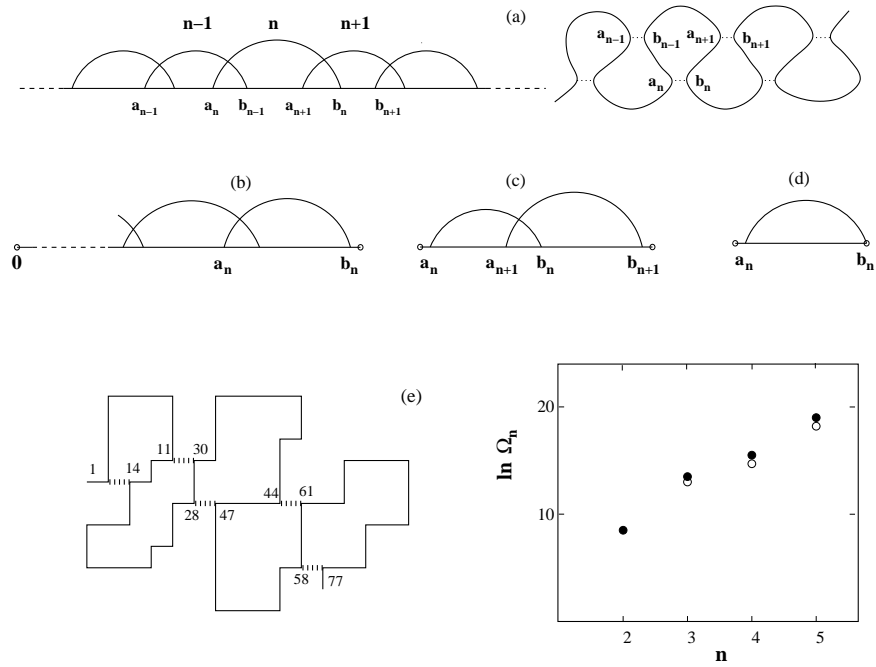 (a)
n−1 n n+1
a_{n−1} a_n b_{n−1} a_{n+1} b_n b_{n+1}
a_{n−1} b_{n−1} a_{n+1} b_{n+1}
a_n b_n
(b)
0 a_n b_n
(c)
a_n a_{n+1} b_n b_{n+1}
(d)
a_n b_n
(e)
1 14 11 30
28 47 44 61
58 77
ln Ω_n
20
10
2 3 4 5
n